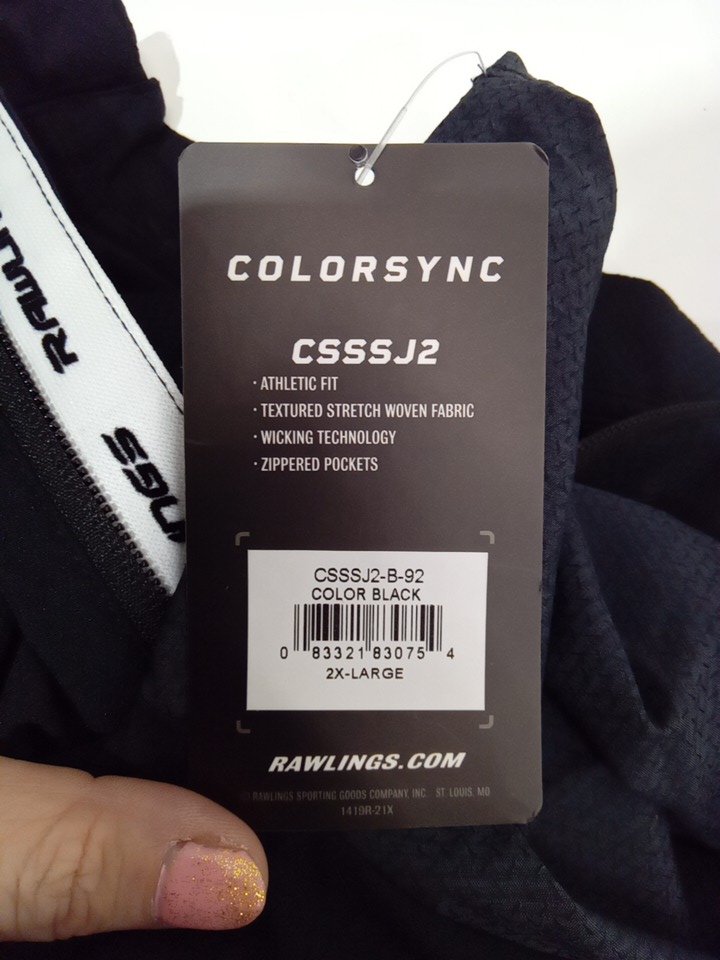 COLORSYNC
CSSSJ2
· ATHLETIC FIT
· TEXTURED STRETCH WOVEN FABRIC
· WICKING TECHNOLOGY
· ZIPPERED POCKETS
CSSSJ2-B-92
COLOR BLACK
0 83321 83075 4
2X-LARGE
RAWLINGS.COM
RAWLINGS SPORTING GOODS COMPANY, INC ST. LOUIS, MO
1419R-21X